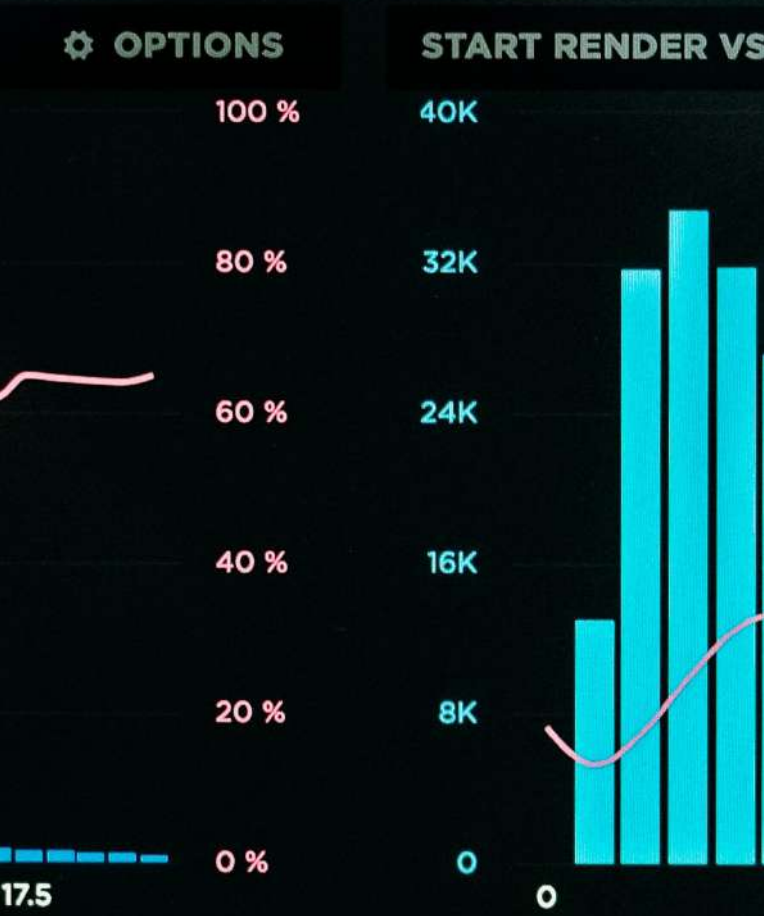 OPTIONS
100 %
80 %
60 %
40 %
20 %
0 %
17.5
START RENDER VS
40K
32K
24K
16K
8K
0
0